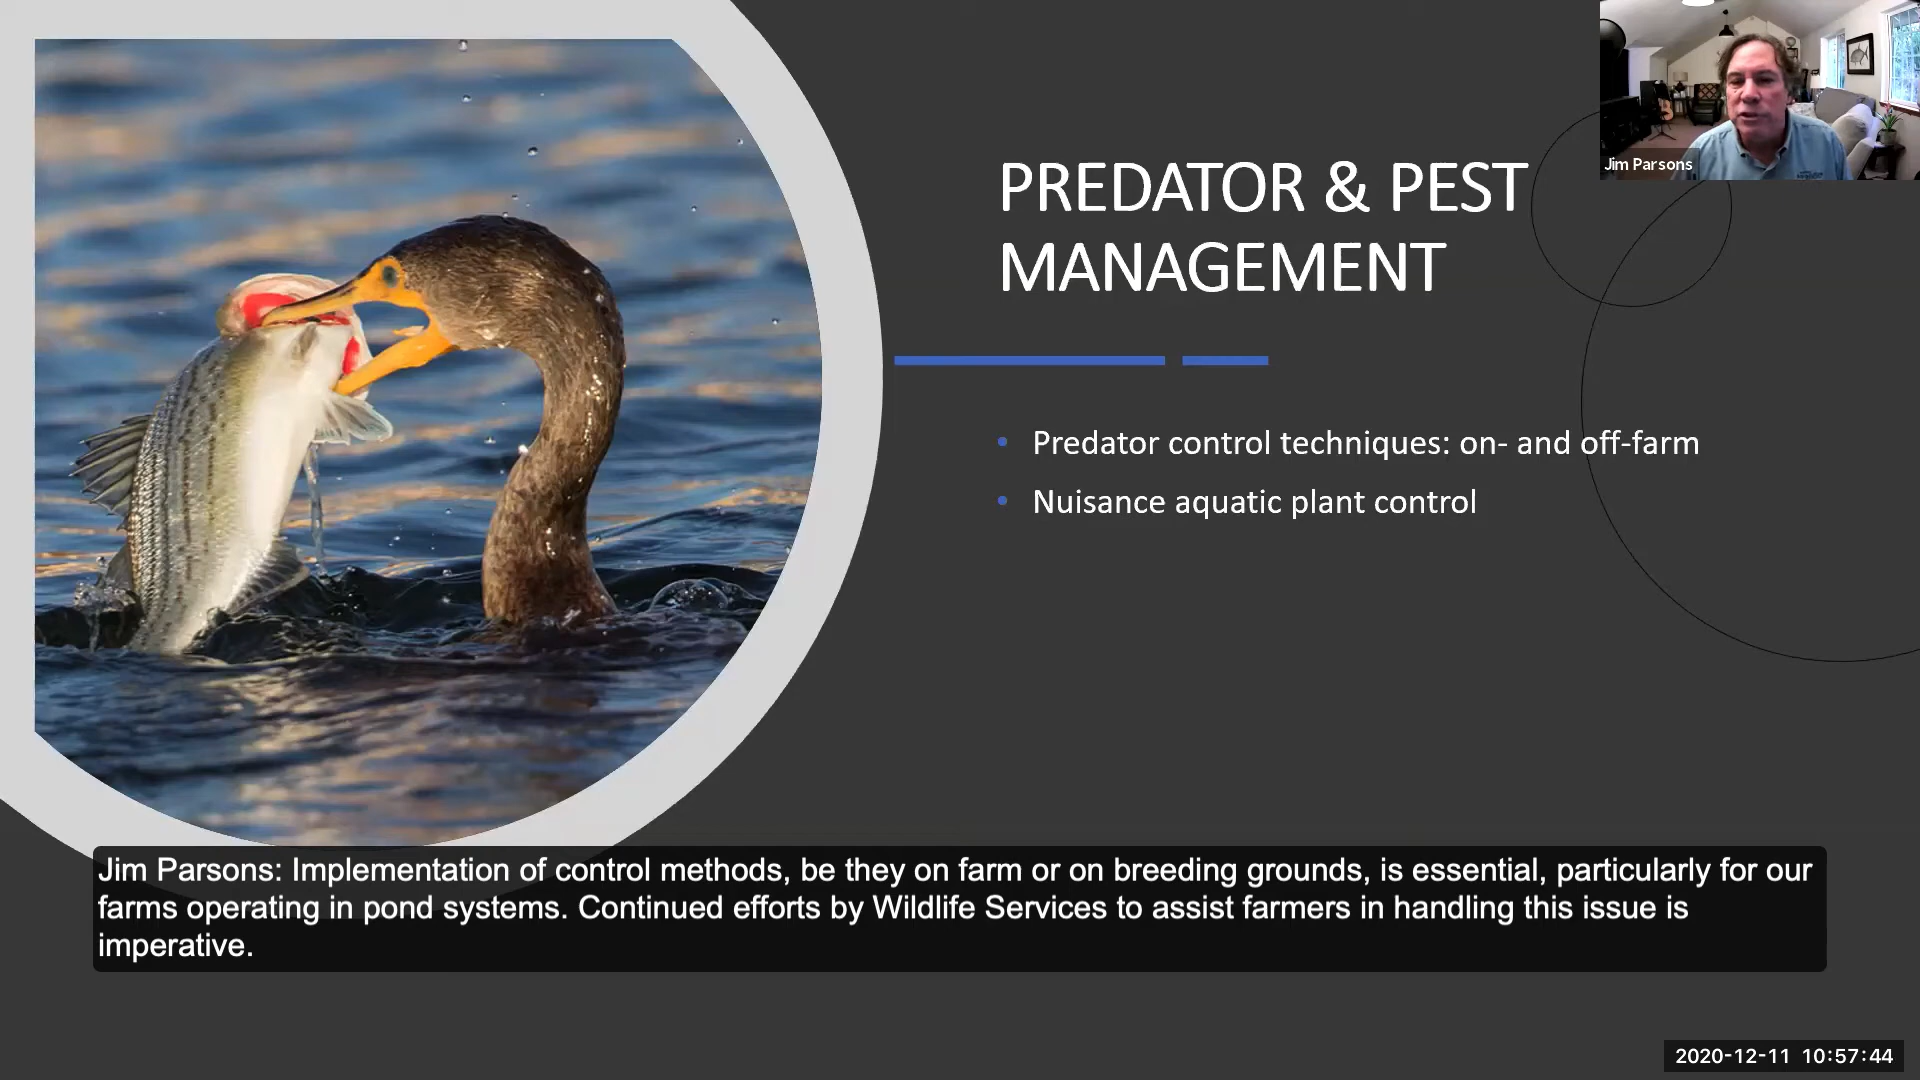 Jim Parsons
PREDATOR & PEST
MANAGEMENT
• Predator control techniques: on- and off-farm
• Nuisance aquatic plant control
Jim Parsons: Implementation of control methods, be they on farm or on breeding grounds, is essential, particularly for our
farms operating in pond systems. Continued efforts by Wildlife Services to assist farmers in handling this issue is
imperative.
2020-12-11 10:57:44